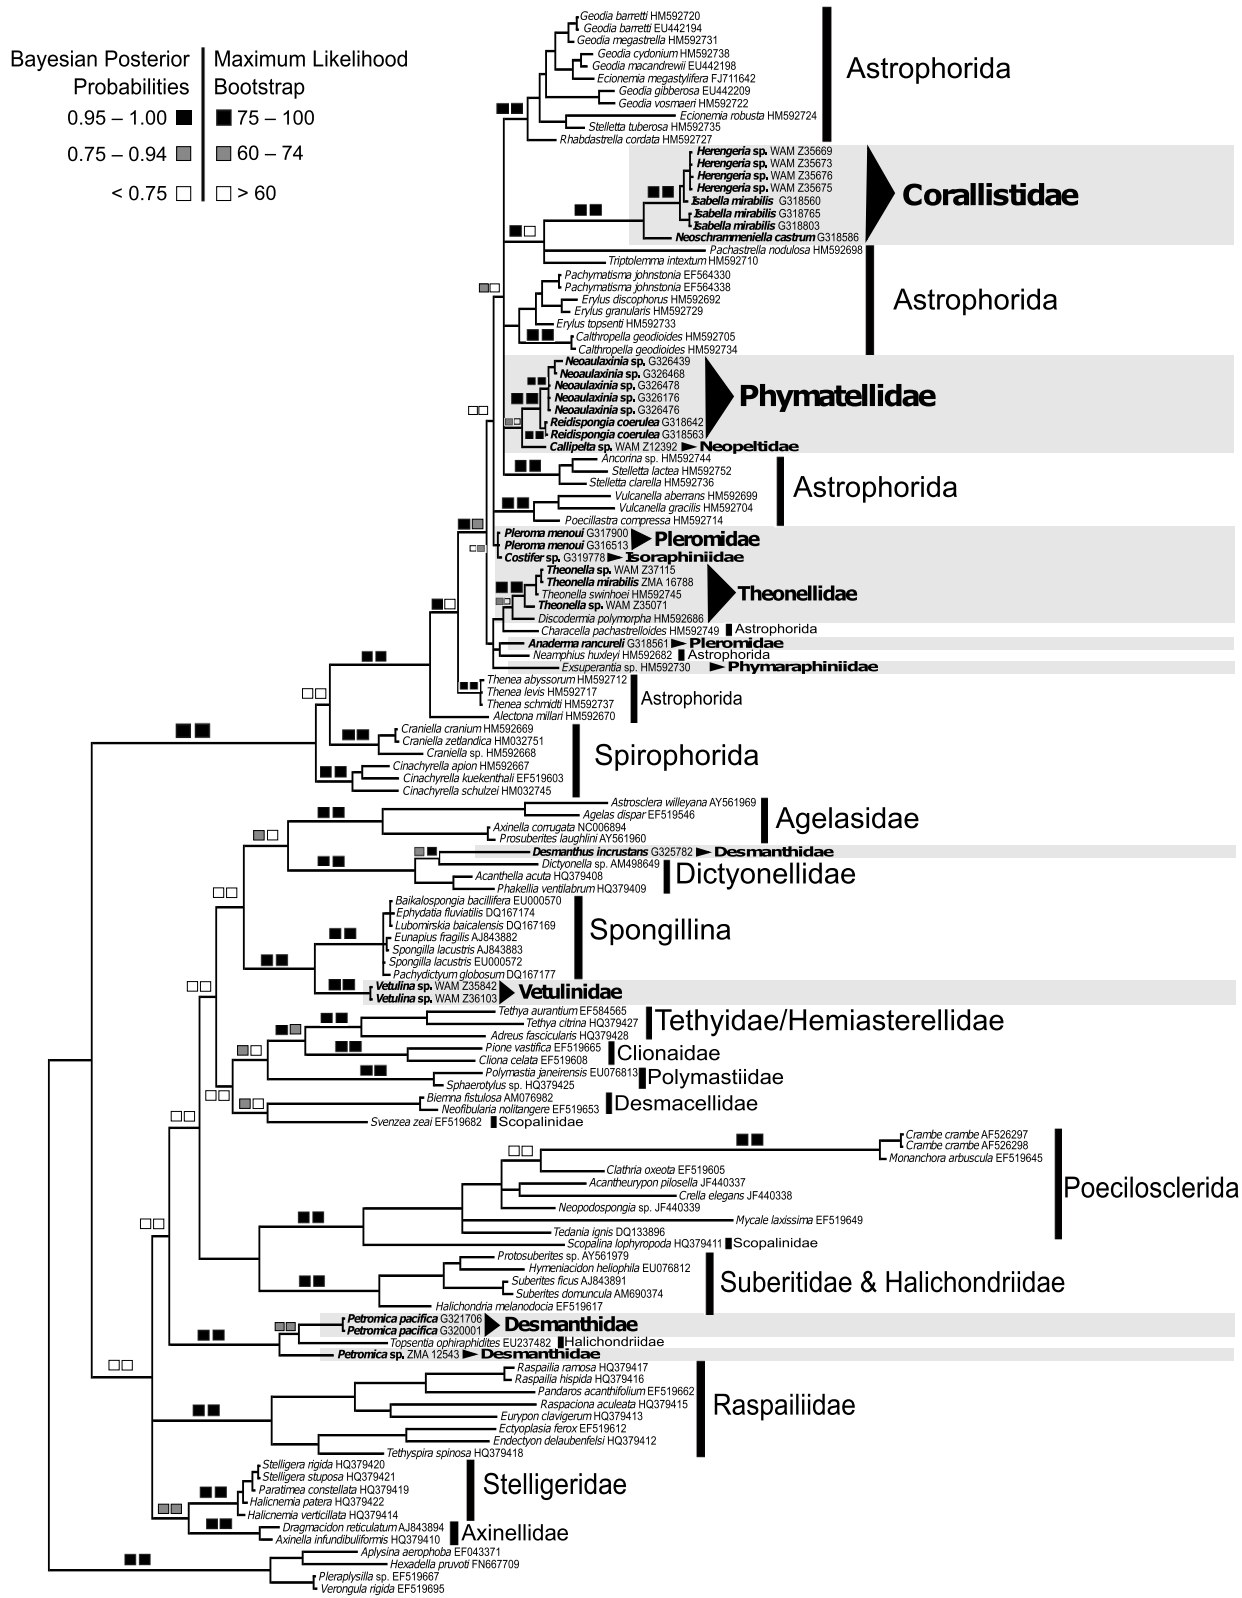 Bayesian Posterior Probabilities
0.95 – 1.00
0.75 – 0.94
< 0.75
Maximum Likelihood Bootstrap
75 – 100
60 – 74
> 60
Geodia barretti HM592720
Geodia barretti EU442194
Geodia megastrella HM592731
Geodia cydonium HM592738
Geodia macandrewii EU442198
Ecionemia megastylifera FJ711642
Geodia gibberosa EU442209
Geodia vosmaeri HM592722
Ecionemia robusta HM592724
Stelletta tuberosa HM592735
Rhabdastrella cordata HM592727
Astrophorida
Herengeria sp. WAM Z35669
Herengeria sp. WAM Z35673
Herengeria sp. WAM Z35676
Herengeria sp. WAM Z35675
Isabella mirabilis G318560
Isabella mirabilis G318765
Isabella mirabilis G318803
Neoschrammeniella castrum G318586
Corallistidae
Pachastrella nodulosa HM592698
Triptolemma intextum HM592710
Pachymatisma johnstonia EF564330
Pachymatisma johnstonia EF564338
Erylus discophorus HM592692
Erylus granularis HM592729
Erylus topsenti HM592733
Calthropella geodioides HM592705
Calthropella geodioides HM592734
Astrophorida
Neoaulaxinia sp. G326439
Neoaulaxinia sp. G326468
Neoaulaxinia sp. G326478
Neoaulaxinia sp. G326176
Neoaulaxinia sp. G326476
Reidispongia coerulea G318642
Reidispongia coerulea G318563
Phymatellidae
Callipelta sp. WAM Z12392 Neopeltidae
Ancorina sp. HM592744
Stelletta lactea HM592752
Stelletta clarella HM592736
Vulcanella aberrans HM592699
Vulcanella gracilis HM592704
Poecillastra compressa HM592714
Astrophorida
Pleroma menoui G317900
Pleroma menoui G316513
Pleromidae
Costifer sp. G319778 Isoraphiniidae
Theonella sp. WAM Z37115
Theonella mirabilis ZMA 16788
Theonella swinhoei HM592745
Theonella sp. WAM Z35071
Discodermia polymorpha HM592686
Theonellidae
Characella pachastrelloides HM592749 Astrophorida
Anaderma rancureli G318561 Pleromidae
Neamphius huxleyi HM592682 Astrophorida
Exsuperantia sp. HM592730 Phymaraphiniidae
Thenea abyssorum HM592712
Thenea levis HM592717
Thenea schmidti HM592737
Alectona millari HM592670
Astrophorida
Craniella cranium HM592669
Craniella zetlandica HM032751
Craniella sp. HM592668
Cinachyrella apion HM592667
Cinachyrella kuekenthali EF519603
Cinachyrella schulzei HM032745
Spirophorida
Astrosclera willeyana AY561969
Agelas dispar EF519546
Axinella corrugata NC006894
Prosuberites laughlini AY561960
Agelasidae
Desmanthus incrustans G325782 Desmanthidae
Dictyonella sp. AM498649
Acanthella acuta HQ379408
Phakellia ventilabrum HQ379409
Dictyonellidae
Baikalospongia bacillifera EU000570
Ephydatia fluviatilis DQ167174
Lubomirskia baicalensis DQ167169
Eunapius fragilis AJ843882
Spongilla lacustris AJ843883
Spongilla lacustris EU000572
Pachydictyum globosum DQ167177
Spongillina
Vetulina sp. WAM Z35842
Vetulina sp. WAM Z36103
Vetulinidae
Tethya aurantium EF584565
Tethya citrina HQ379427
Adreus fascicularis HQ379428
Tethyidae/Hemiasterellidae
Pione vastifica EF519665
Cliona celata EF519608
Clionaidae
Polymastia janeirensis EU076813
Sphaerotylus sp. HQ379425
Polymastiidae
Biemna fistulosa AM076982
Neofibularia nolitangere EF519653
Desmacellidae
Svenzea zeai EF519682 Scopalinidae
Crambe crambe AF526297
Crambe crambe AF526298
Monanchora arbuscula EF519645
Clathria oxeota EF519605
Acantheurypon pilosella JF440337
Crella elegans JF440338
Neopodospongia sp. JF440339
Mycale laxissima EF519649
Tedania ignis DQ133896
Poecilosclerida
Scopalina lophyropoda HQ379411 Scopalinidae
Protosuberites sp. AY561979
Hymeniacidon heliophila EU076812
Suberites ficus AJ843891
Suberites domuncula AM690374
Halichondria melanodocia EF519617
Suberitidae & Halichondriidae
Petromica pacifica G321706
Petromica pacifica G320001
Desmanthidae
Topsentia ophiraphidites EU237482 Halichondriidae
Petromica sp. ZMA 12543 Desmanthidae
Raspailia ramosa HQ379417
Raspailia hispida HQ379416
Pandaros acanthifolium EF519662
Raspaciona aculeata HQ379415
Eurypon clavigerum HQ379413
Ectyoplasia ferox EF519612
Endectyon delaubenfelsi HQ379412
Tethyspira spinosa HQ379418
Raspailiidae
Stelligera rigida HQ379420
Stelligera stuposa HQ379421
Paratimea constellata HQ379419
Halicnemia patera HQ379422
Halicnemia verticillata HQ379414
Stelligeridae
Dragmacidon reticulatum AJ843894
Axinella infundibuliformis HQ379410
Axinellidae
Aplysina aerophoba EF043371
Hexadella pruvoti FN667709
Pleraplysilla sp. EF519667
Verongula rigida EF519695